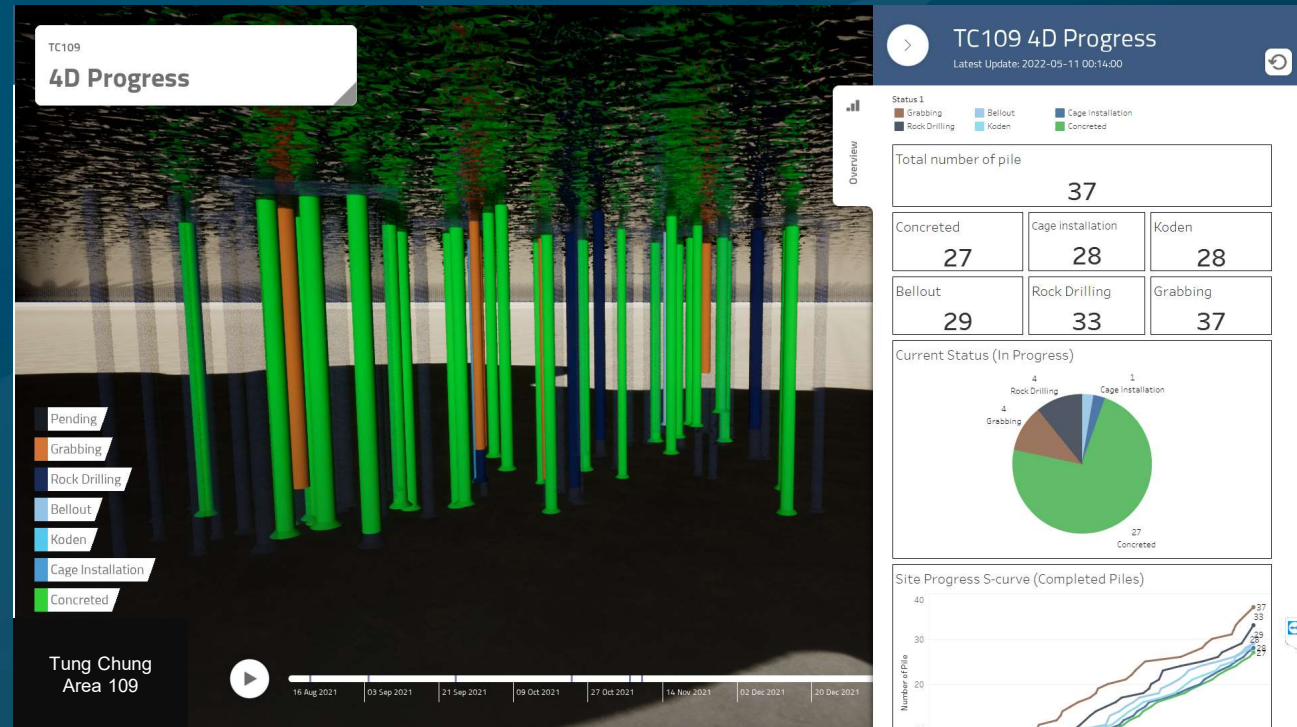 TC109
4D Progress
Pending
Grabbing
Rock Drilling
Bellout
Koden
Cage Installation
Concreted
Tung Chung
Area 109
16 Aug 2021
03 Sep 2021
21 Sep 2021
09 Oct 2021
27 Oct 2021
14 Nov 2021
02 Dec 2021
20 Dec 2021
Overview
TC109 4D Progress
Latest Update: 2022-05-11 00:14:00
Status 1
Grabbing
Bellout
Cage Installation
Rock Drilling
Koden
Concreted
Total number of pile
37
Concreted
27
Cage installation
28
Koden
28
Bellout
29
Rock Drilling
33
Grabbing
37
Current Status (In Progress)
4
Rock Drilling
1
Cage Installation
4
Grabbing
27
Concreted
Site Progress S-curve (Completed Piles)
Number of Pile
40
30
20
37
33
29
28
27